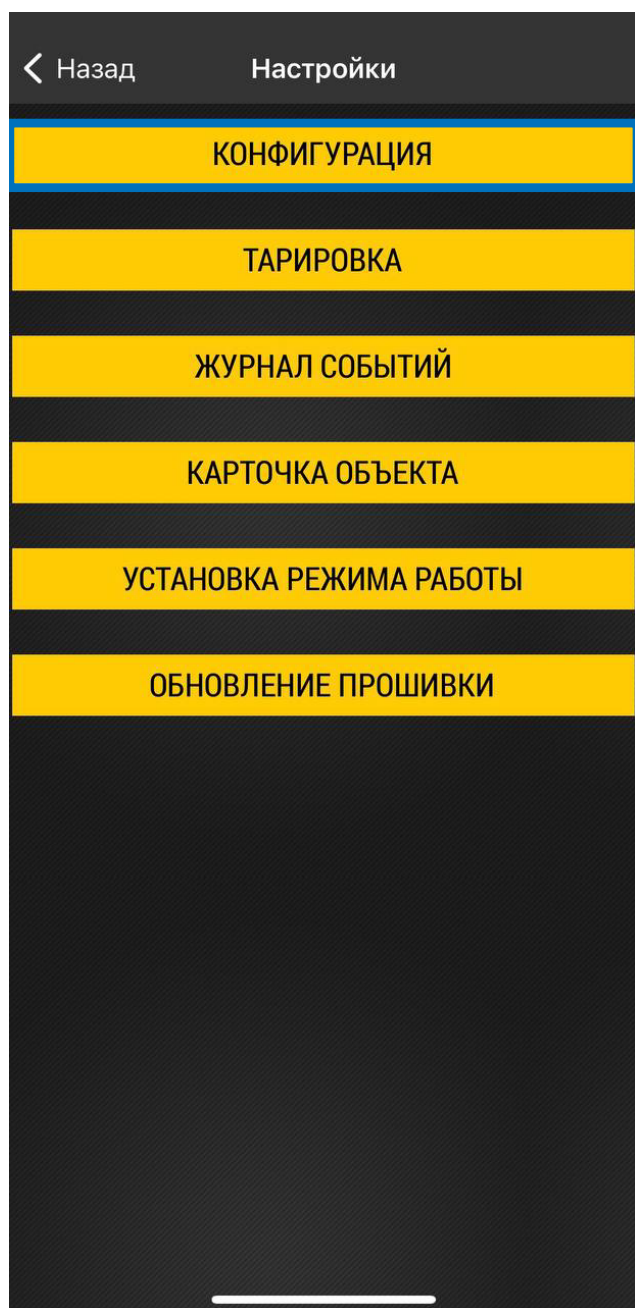 Назад
Настройки
КОНФИГУРАЦИЯ
ТАРИРОВКА
ЖУРНАЛ СОБЫТИЙ
КАРТОЧКА ОБЪЕКТА
УСТАНОВКА РЕЖИМА РАБОТЫ
ОБНОВЛЕНИЕ ПРОШИВКИ